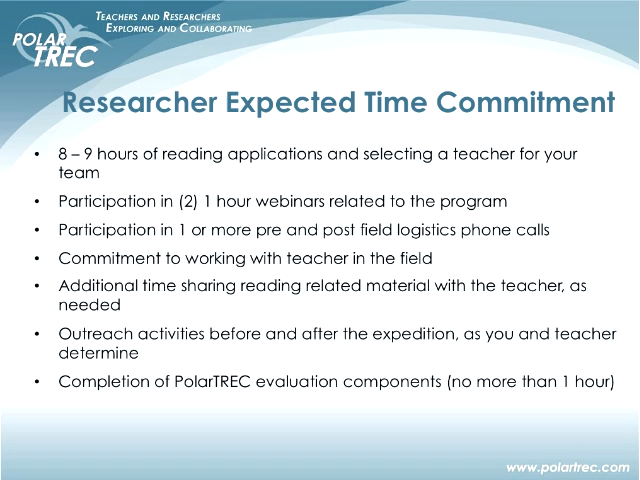 TEACHERS AND RESEARCHERS
EXPLORING AND COLLABORATING
POLAR
TREC
Researcher Expected Time Commitment
• 8 – 9 hours of reading applications and selecting a teacher for your
team
• Participation in (2) 1 hour webinars related to the program
• Participation in 1 or more pre and post field logistics phone calls
• Commitment to working with teacher in the field
• Additional time sharing reading related material with the teacher, as
needed
• Outreach activities before and after the expedition, as you and teacher
determine
• Completion of PolarTREC evaluation components (no more than 1 hour)
www.polartrec.com